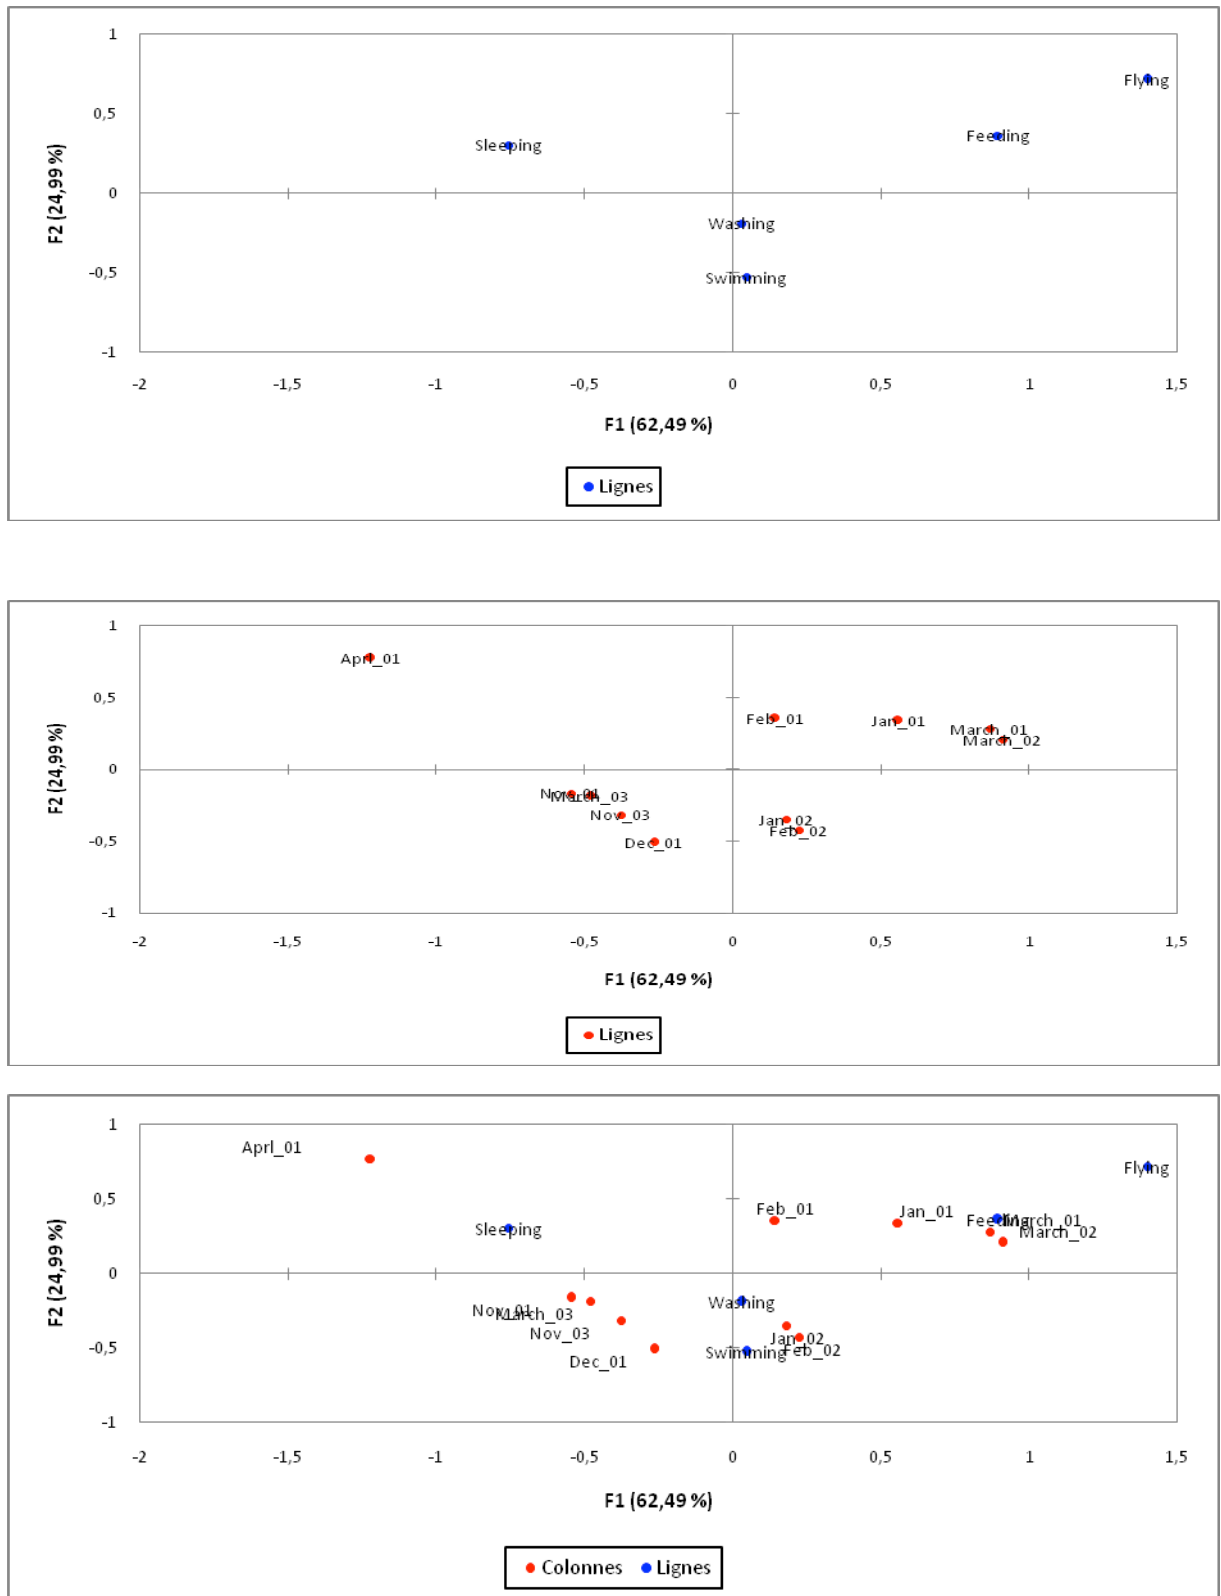 1
Flying
0,5
Feeding
Sleeping
0
Washing
-0,5
Swimming
-1
-2 -1,5 -1 -0,5 0 0,5 1 1,5
F2 (24,99 %)
F1 (62,49 %)
Lignes
1
Aprl_01
0,5
Feb_01 Jan_01 March_01
March_02
0
Nov_01 March_03
Nov_03 Jan_02
Feb_02
-0,5
Dec_01
-1
-2 -1,5 -1 -0,5 0 0,5 1 1,5
F2 (24,99 %)
F1 (62,49 %)
Lignes
1
Aprl_01
Flying
0,5
Feb_01 Jan_01
Feeding March_01
Sleeping March_02
0
Washing
Nov_01 March_03
Nov_03 Jan_02
-0,5
Swimming Feb_02
Dec_01
-1
-2 -1,5 -1 -0,5 0 0,5 1 1,5
F2 (24,99 %)
F1 (62,49 %)
Colonnes Lignes